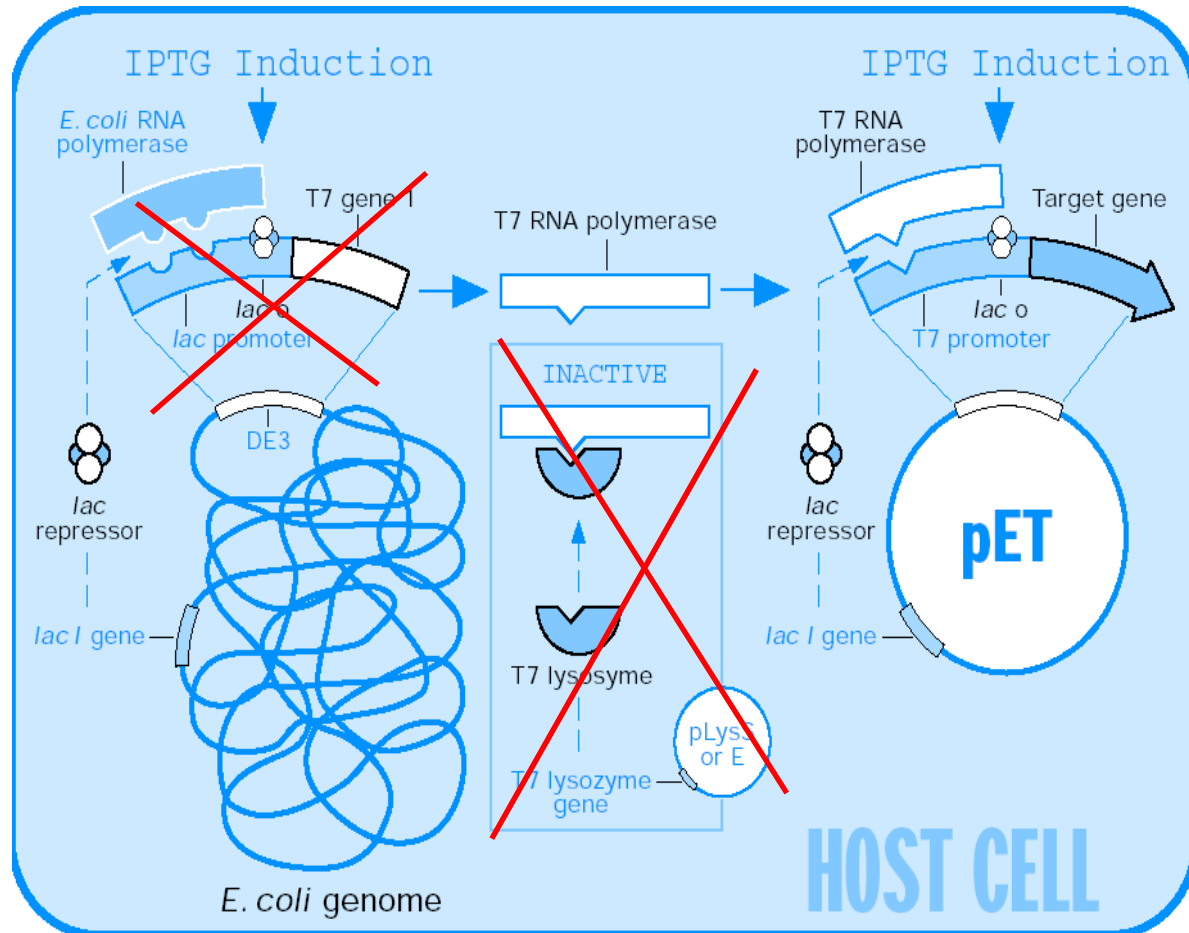 IPTG Induction
E. coli RNA
polymerase
T7 gene 1
lac o
lac promoter
DE3
lac
repressor
lac I gene
E. coli genome
T7 RNA polymerase
INACTIVE
T7 lysosyme
pLysS
or E
T7 lysozyme
gene
IPTG Induction
T7 RNA
polymerase
Target gene
lac o
T7 promoter
lac
repressor
pET
lac I gene
HOST CELL